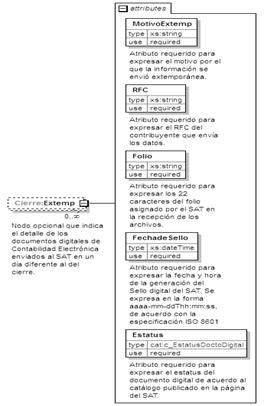 attributes
MotivoExtemp
type xs:string
use required
Atributo requerido para
expresar el motivo por el
que la información se
envió extemporánea.
RFC
type xs:string
use required
Atributo requerido para
expresar el RFC del
contribuyente que envía
los datos.
Folio
type xs:string
use required
Atributo requerido para
expresar los 22
caracteres del folio
asignado por el SAT en
la recepción de los
archivos.
Cierre:Extemp
0..∞
Nodo opcional que indica
el detalle de los
documentos digitales de
Contabilidad Electrónica
enviados al SAT en un
día diferente al del
cierre.
FechadeSello
type xs:dateTime
use required
Atributo requerido para
expresar la fecha y hora
de la generación del
Sello digital del SAT. Se
expresa en la forma
aaaa-mm-ddThh:mm:ss,
de acuerdo con la
especificación ISO 8601
Estatus
type cat:c_EstatusDoctoDigital
use required
Atributo requerido para
expresar el estatus del
documento digital de acuerdo al
catálogo publicado en la página
del SAT.